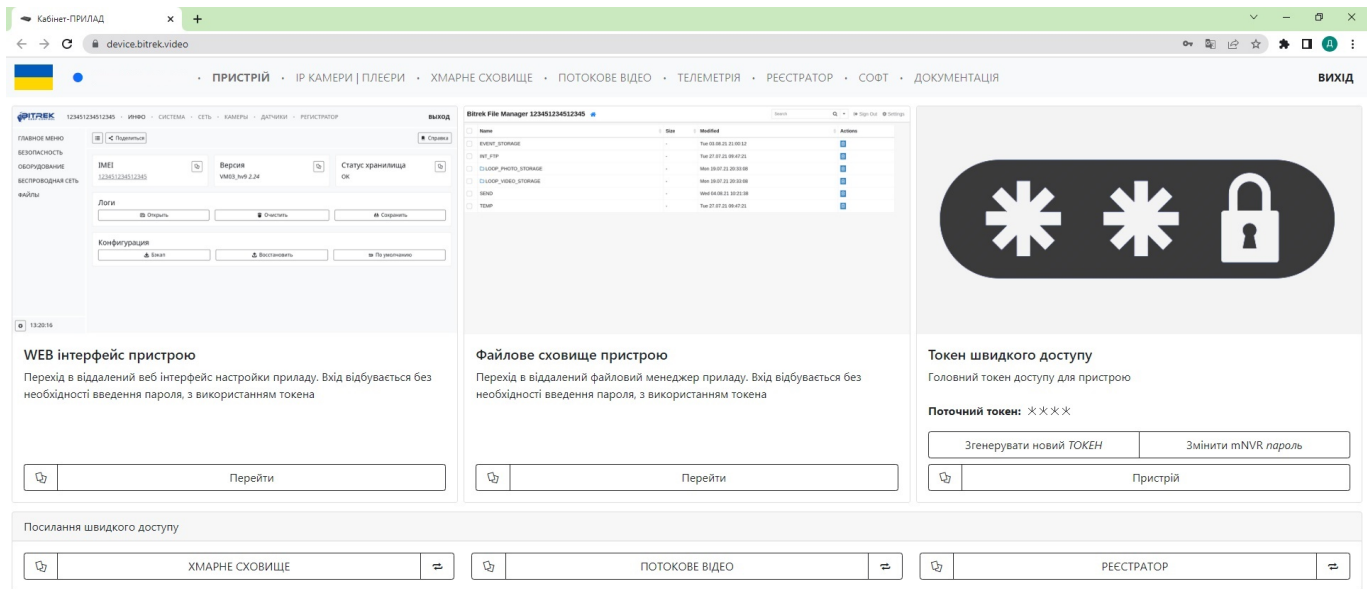 Кабінет-ПРИЛАД
device.bitrek.video
Д
· ПРИСТРІЙ · IP КАМЕРИ | ПЛЕЄРИ · ХМАРНЕ СХОВИЩЕ · ПОТОКОВЕ ВІДЕО · ТЕЛЕМЕТРІЯ · РЕЄСТРАТОР · СОФТ · ДОКУМЕНТАЦІЯ
ВИХІД
BITREK 123451234512345 · ИНФО · СИСТЕМА · СЕТЬ · КАМЕРЫ · ДАТЧИКИ · РЕГИСТРАТОР ВЫХОД
ГЛАВНОЕ МЕНЮ
БЕЗОПАСНОСТЬ
ОБОРУДОВАНИЕ
БЕСПРОВОДНАЯ СЕТЬ
ФАЙЛЫ
Поделиться Справка
IMEI Версия Статус хранилища
123451234512345 VM03_hv9 2.24 OK
Логи
Открыть Очистить Сохранить
Конфигурация
Бэкап Восстановить По умолчанию
13:20:16
Bitrek File Manager 123451234512345 Search Sign Out Settings
Name Size Modified Actions
EVENT_STORAGE - Tue 03.08.21 21:00:12
INT_FTP - Tue 27.07.21 09:47:21
LOOP_PHOTO_STORAGE - Mon 19.07.21 20:33:08
LOOP_VIDEO_STORAGE - Mon 19.07.21 20:33:08
SEND - Wed 04.08.21 10:21:38
TEMP - Tue 27.07.21 09:47:21
WEB інтерфейс пристрою
Перехід в віддалений веб інтерфейс настройки приладу. Вхід відбувається без
необхідності введення пароля, з використанням токена
Перейти
Файлове сховище пристрою
Перехід в віддалений файловий менеджер приладу. Вхід відбувається без
необхідності введення пароля, з використанням токена
Перейти
Токен швидкого доступу
Головний токен доступу для пристрою
Поточний токен: ****
Згенерувати новий ТОКЕН Змінити mNVR пароль
Пристрій
Посилання швидкого доступу
ХМАРНЕ СХОВИЩЕ ПОТОКОВЕ ВІДЕО РЕЄСТРАТОР